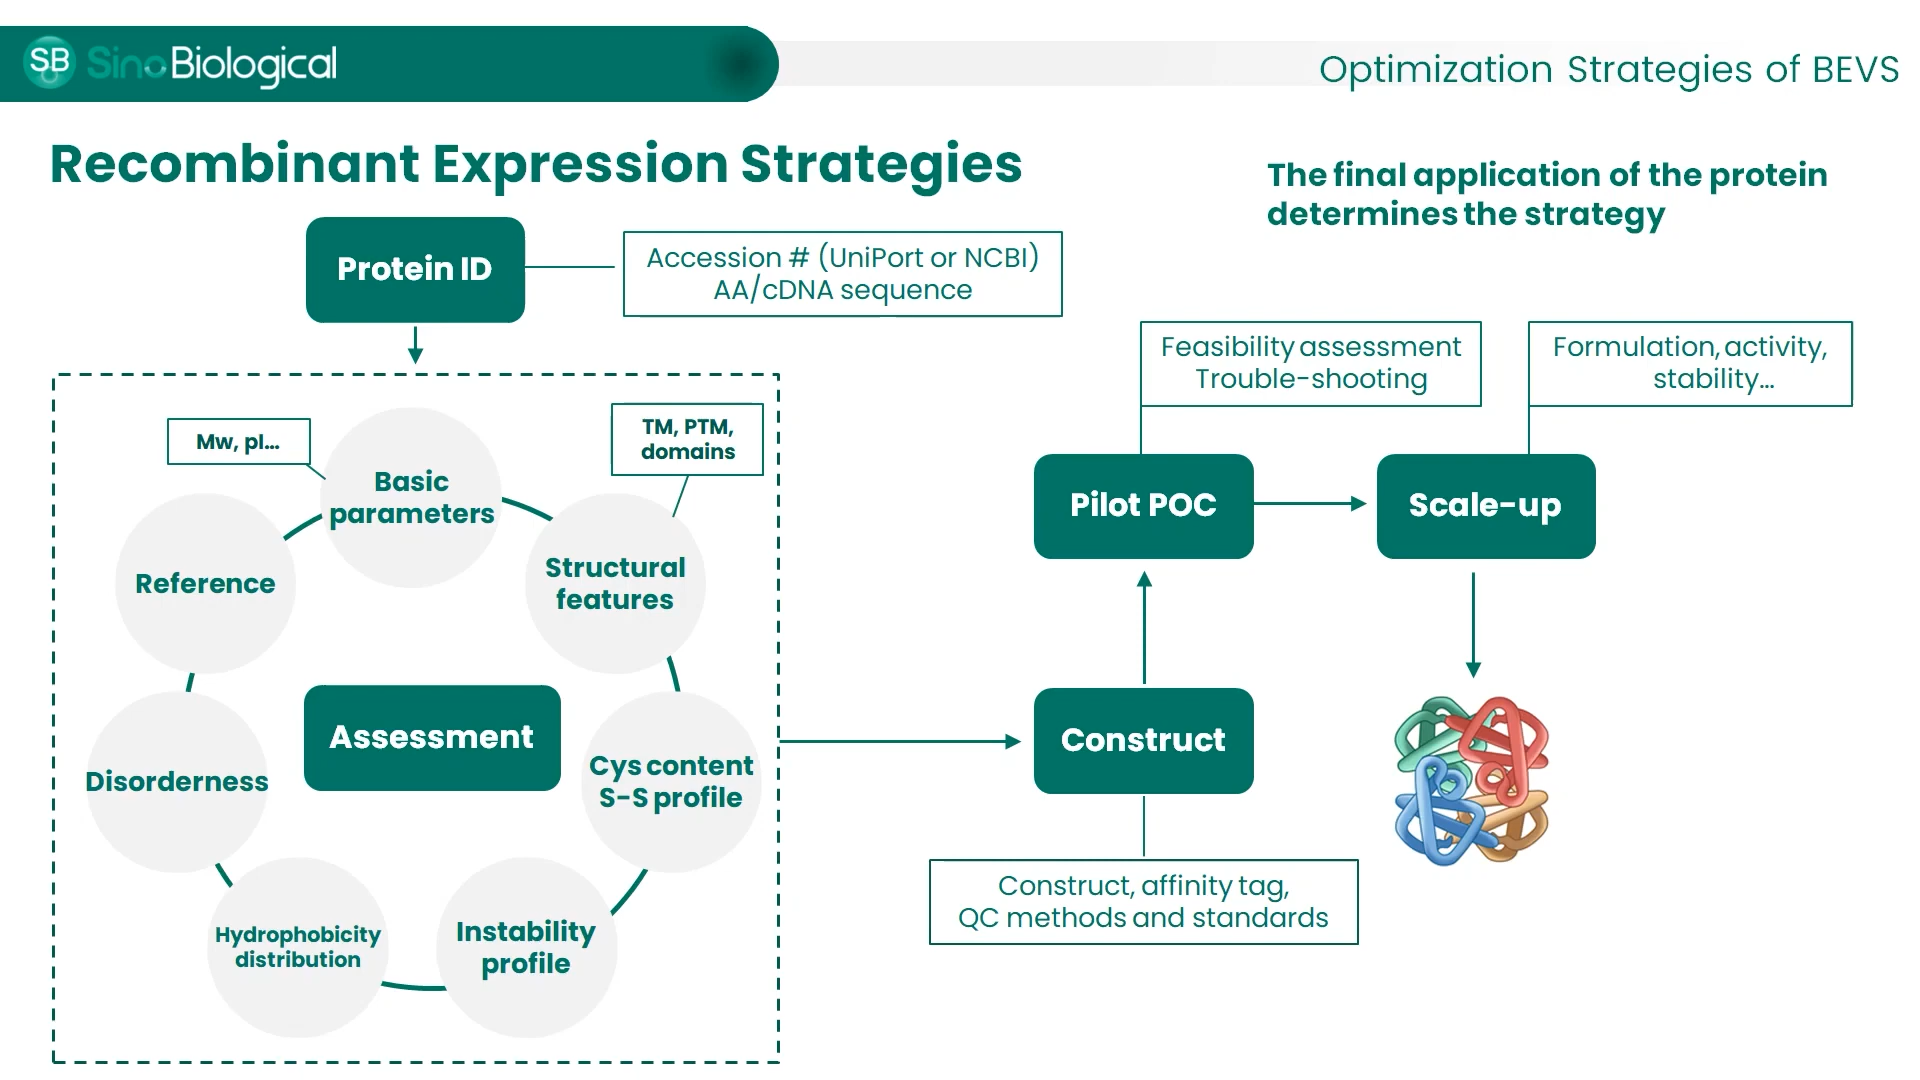 SB SinoBiological
Optimization Strategies of BEVS
Recombinant Expression Strategies
The final application of the protein
determines the strategy
Protein ID
Accession # (UniPort or NCBI)
AA/cDNA sequence
Feasibility assessment
Trouble-shooting
Formulation, activity,
stability...
Mw, pI...
TM, PTM,
domains
Basic
parameters
Structural
features
Reference
Pilot POC
Scale-up
Assessment
Construct
Disorderness
Cys content
S-S profile
Hydrophobicity
distribution
Instability
profile
Construct, affinity tag,
QC methods and standards